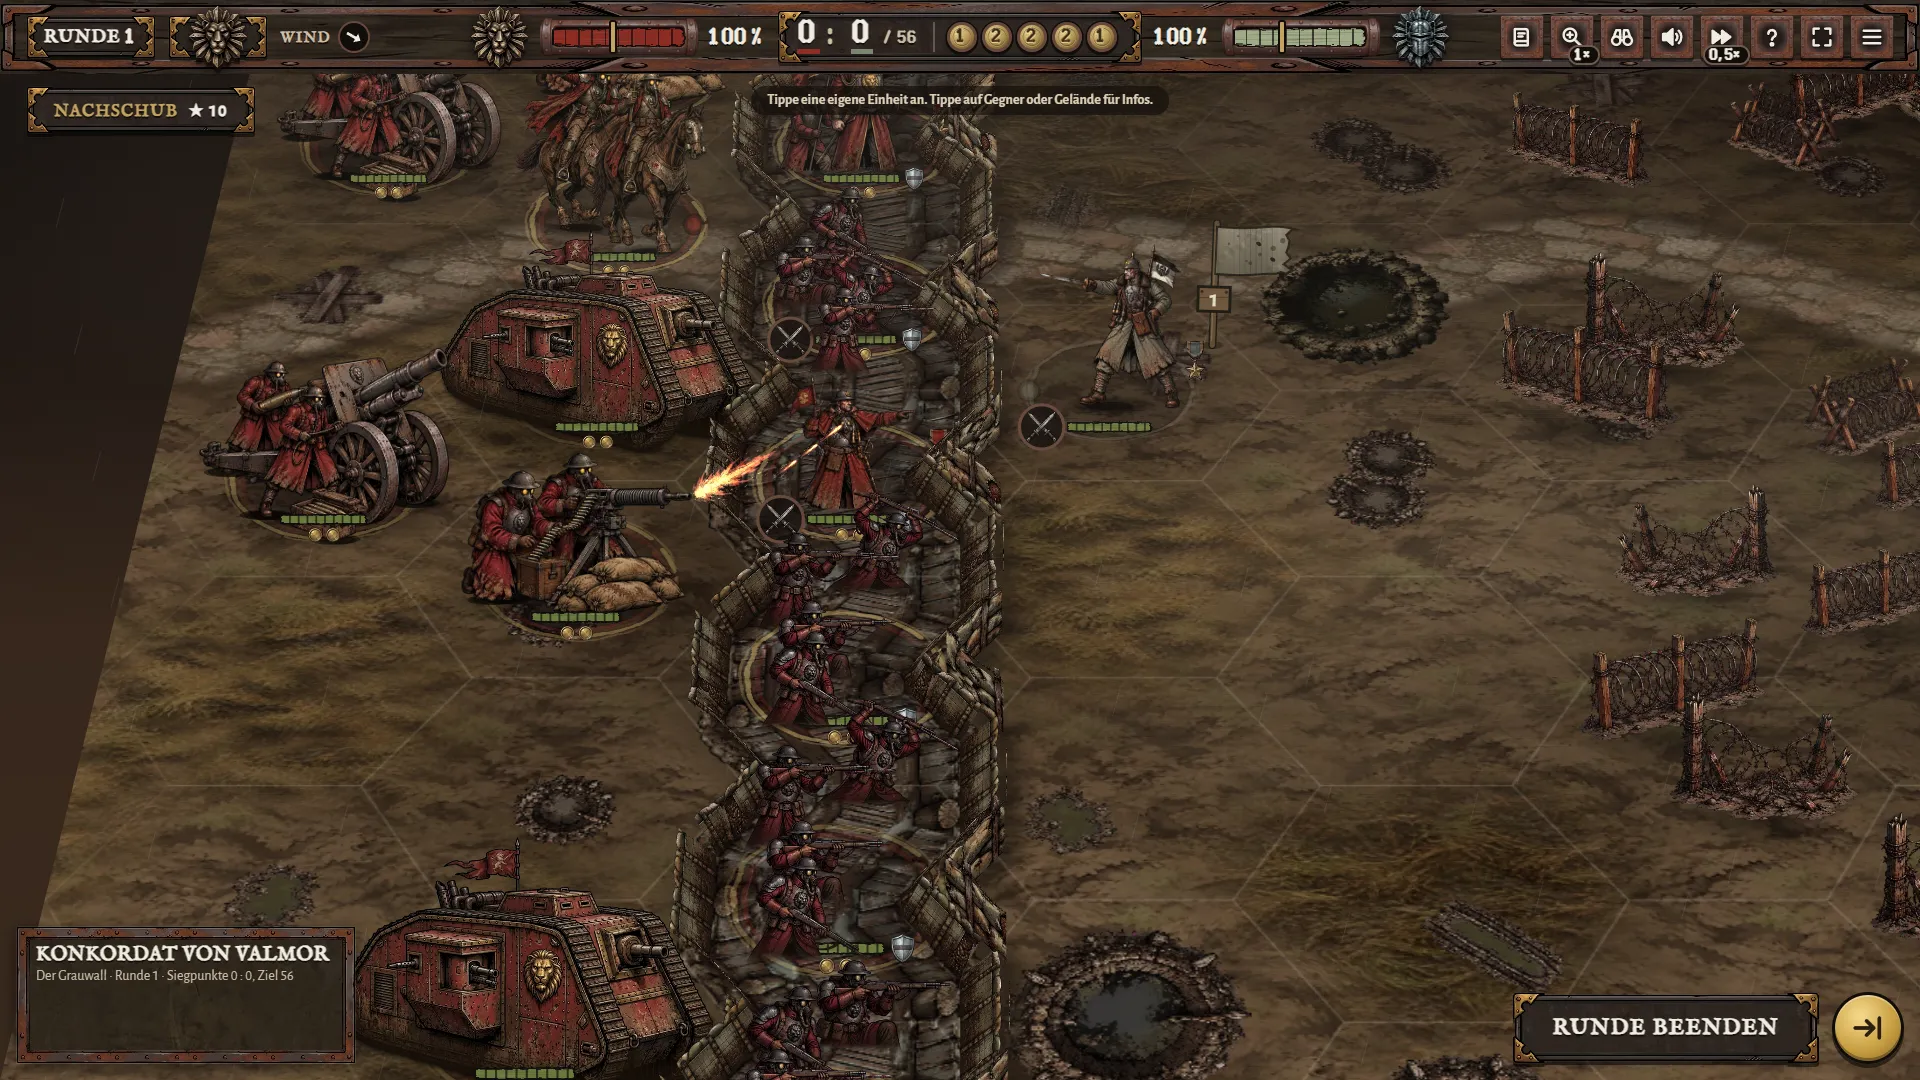 RUNDE 1
WIND
100%
0 : 0 / 56
1 2 2 2 1
100%
1×
0,5×
?
NACHSCHUB ★ 10
Tippe eine eigene Einheit an. Tippe auf Gegner oder Gelände für Infos.
1
KONKORDAT VON VALMOR
Der Grauwall · Runde 1 · Siegpunkte 0 : 0, Ziel 56
RUNDE BEENDEN